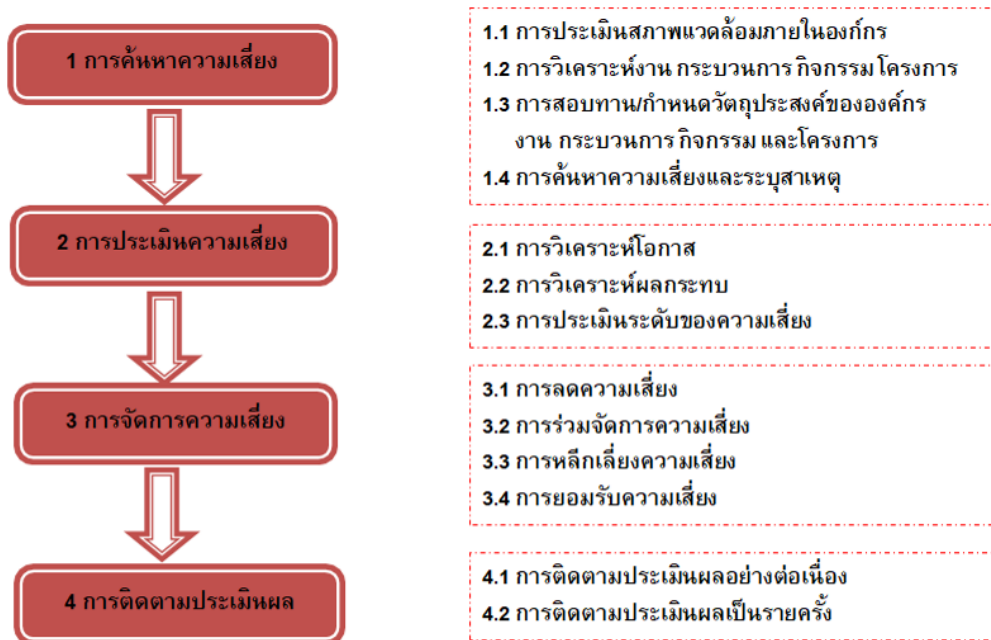 1 การค้นหาความเสี่ยง
1.1 การประเมินสภาพแวดล้อมภายในองก์กร
1.2 การวิเคราะห์งาน กระบวนการ กิจกรรม โครงการ
1.3 การสอบทาน/กำหนดวัตถุประสงค์ขององค์กร
งาน กระบวนการ กิจกรรม และโครงการ
1.4 การค้นหาความเสี่ยงและระบุสาเหตุ
2 การประเมินความเสี่ยง
2.1 การวิเคราะห์โอกาส
2.2 การวิเคราะห์ผลกระทบ
2.3 การประเมินระดับของความเสี่ยง
3 การจัดการความเสี่ยง
3.1 การลดความเสี่ยง
3.2 การร่วมจัดการความเสี่ยง
3.3 การหลีกเลี่ยงความเสี่ยง
3.4 การยอมรับความเสี่ยง
4 การติดตามประเมินผล
4.1 การติดตามประเมินผลอย่างต่อเนื่อง
4.2 การติดตามประเมินผลเป็นรายครั้ง